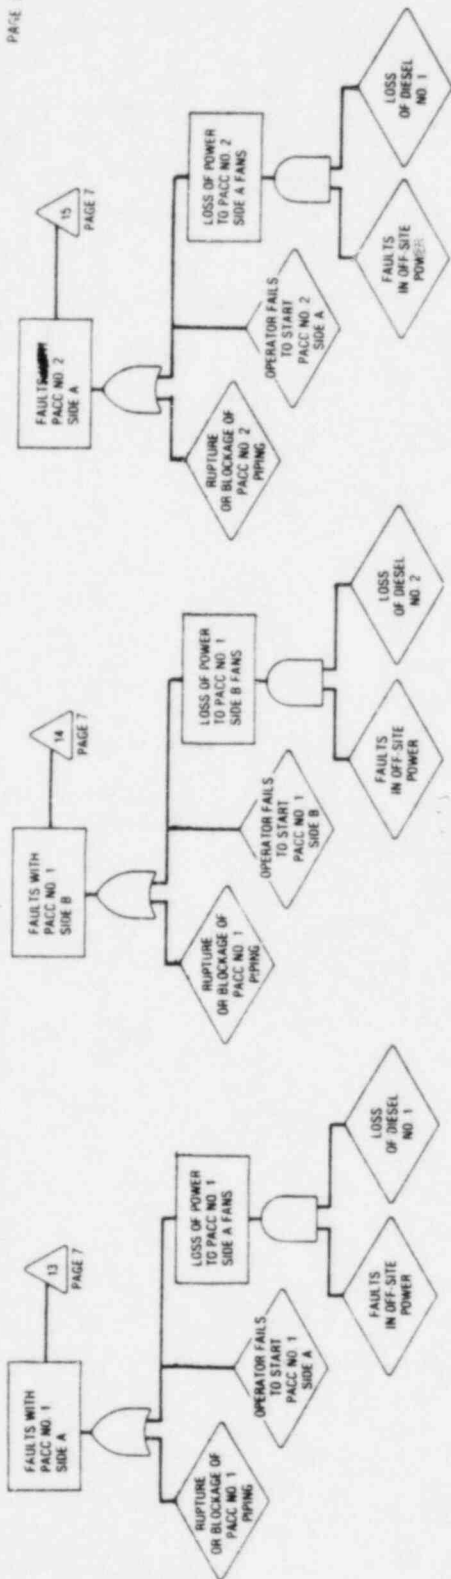 PAGE
FAULTS WITH
PACC NO. 1
SIDE A
13
PAGE 7
RUPTURE
OR BLOCKAGE OF
PACC NO. 1
PIPING
OPERATOR FAILS
TO START
PACC NO. 1
SIDE A
LOSS OF POWER
TO PACC NO. 1
SIDE A FANS
FAULTS
IN OFF-SITE
POWER
LOSS
OF DIESEL
NO. 1
FAULTS WITH
PACC NO. 1
SIDE B
14
PAGE 7
RUPTURE
OR BLOCKAGE OF
PACC NO. 1
PIPING
OPERATOR FAILS
TO START
PACC NO. 1
SIDE B
LOSS OF POWER
TO PACC NO. 1
SIDE B FANS
FAULTS
IN OFF-SITE
POWER
LOSS
OF DIESEL
NO. 2
FAULTS
PACC NO. 2
SIDE A
15
PAGE 7
RUPTURE
OR BLOCKAGE OF
PACC NO. 2
PIPING
OPERATOR FAILS
TO START
PACC NO. 2
SIDE A
LOSS OF POWER
TO PACC NO. 2
SIDE A FANS
FAULTS
IN OFF-SITE
POWER
LOSS
OF DIESEL
NO. 1